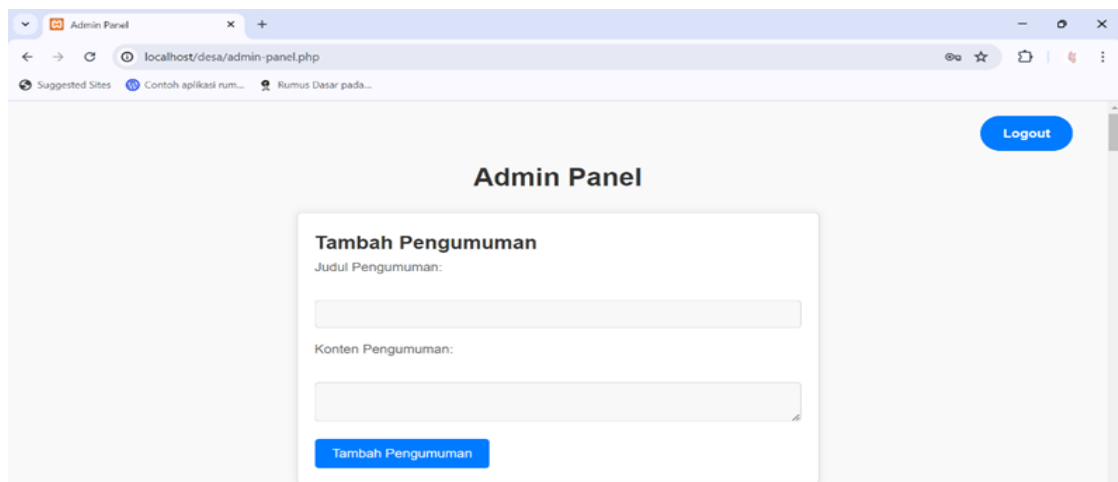 Admin Panel
localhost/desa/admin-panel.php
Suggested Sites Contoh aplikasi rum... Rumus Dasar pada...
Logout
Admin Panel
Tambah Pengumuman
Judul Pengumuman:
Konten Pengumuman:
Tambah Pengumuman